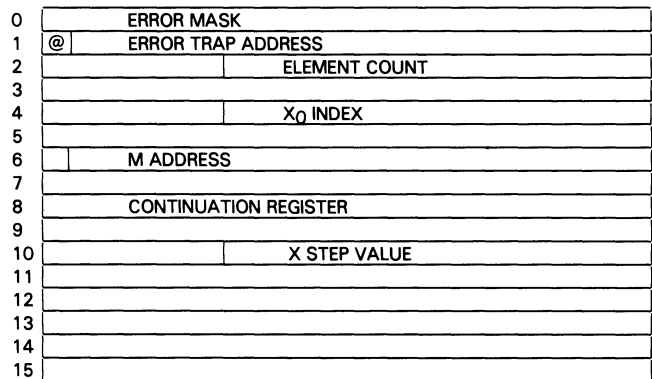 0 ERROR MASK
1 @ ERROR TRAP ADDRESS
2 ELEMENT COUNT
3
4 X0 INDEX
5
6 M ADDRESS
7
8 CONTINUATION REGISTER
9
10 X STEP VALUE
11
12
13
14
15